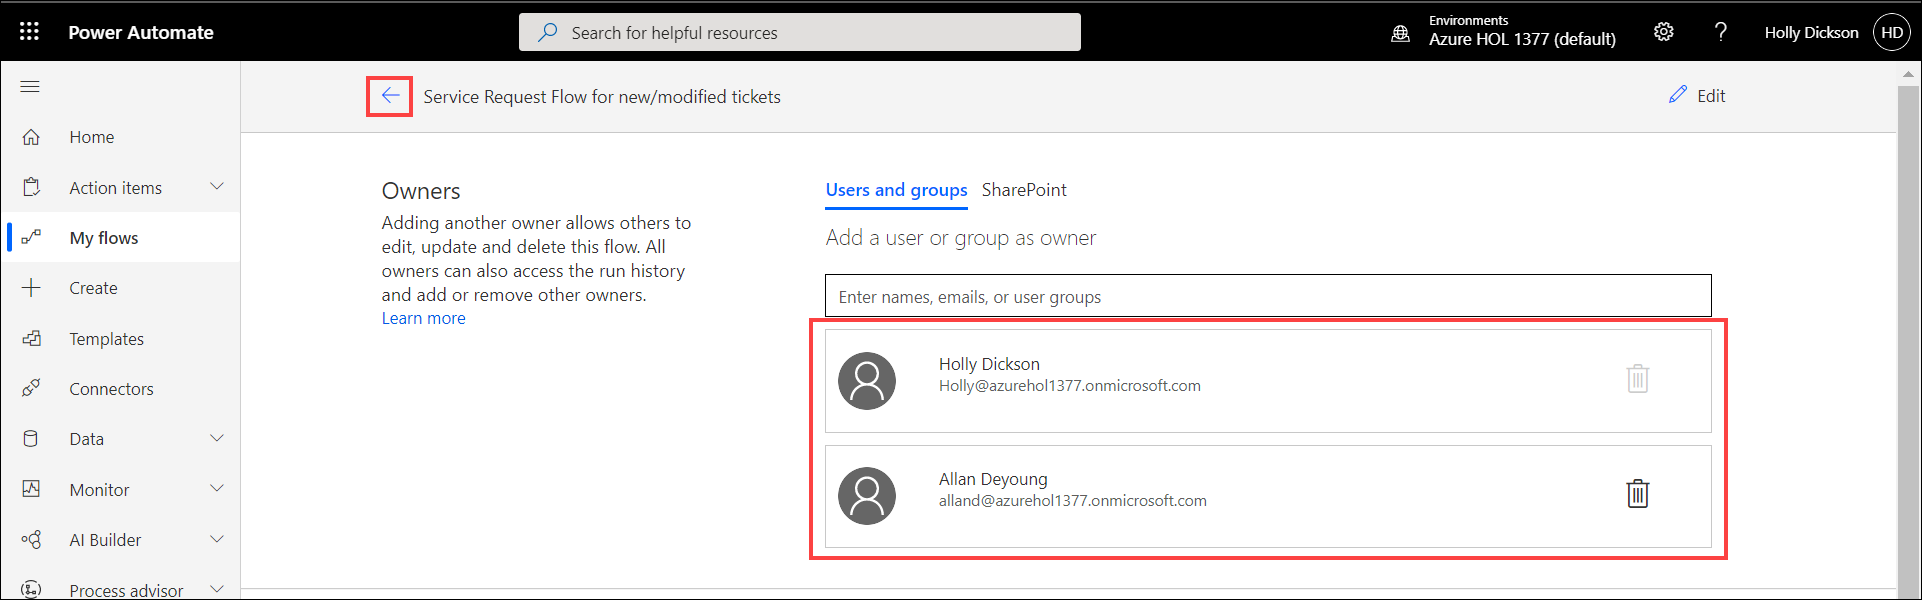 Power Automate
Search for helpful resources
Environments
Azure HOL 1377 (default)
?
Holly Dickson
HD
Service Request Flow for new/modified tickets
Edit
Home
Action items
My flows
Create
Templates
Connectors
Data
Monitor
AI Builder
Process advisor
Owners
Adding another owner allows others to
edit, update and delete this flow. All
owners can also access the run history
and add or remove other owners.
Learn more
Users and groups
SharePoint
Add a user or group as owner
Enter names, emails, or user groups
Holly Dickson
Holly@azurehol1377.onmicrosoft.com
Allan Deyoung
alland@azurehol1377.onmicrosoft.com